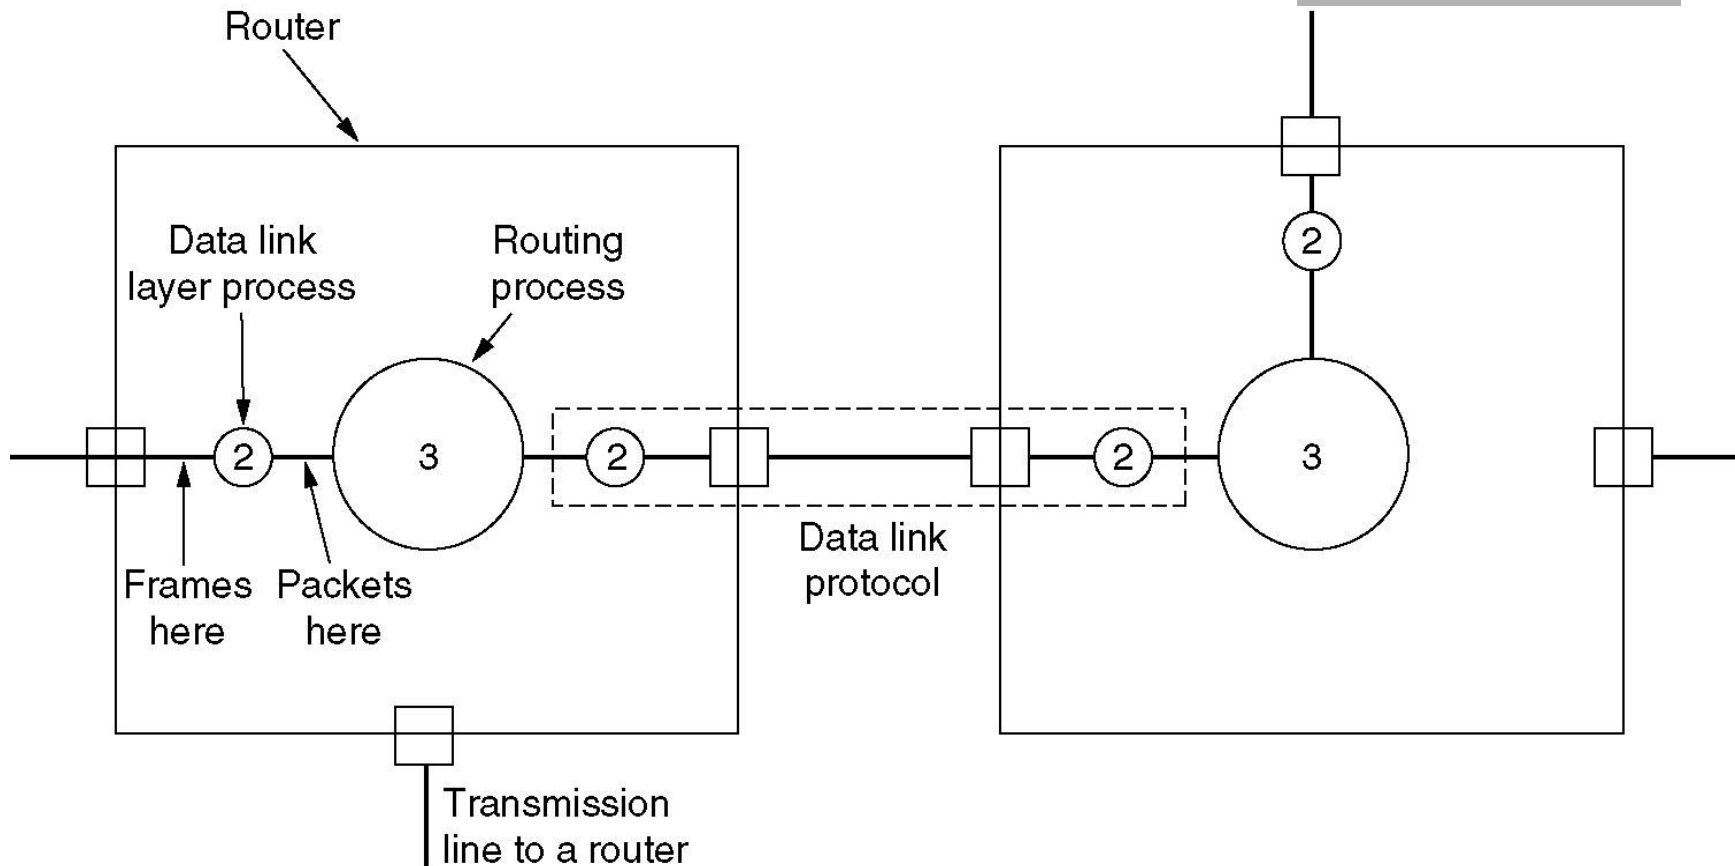 Router
Data link
layer process
Routing
process
2
3
2
2
3
2
Frames
here
Packets
here
Data link
protocol
Transmission
line to a router